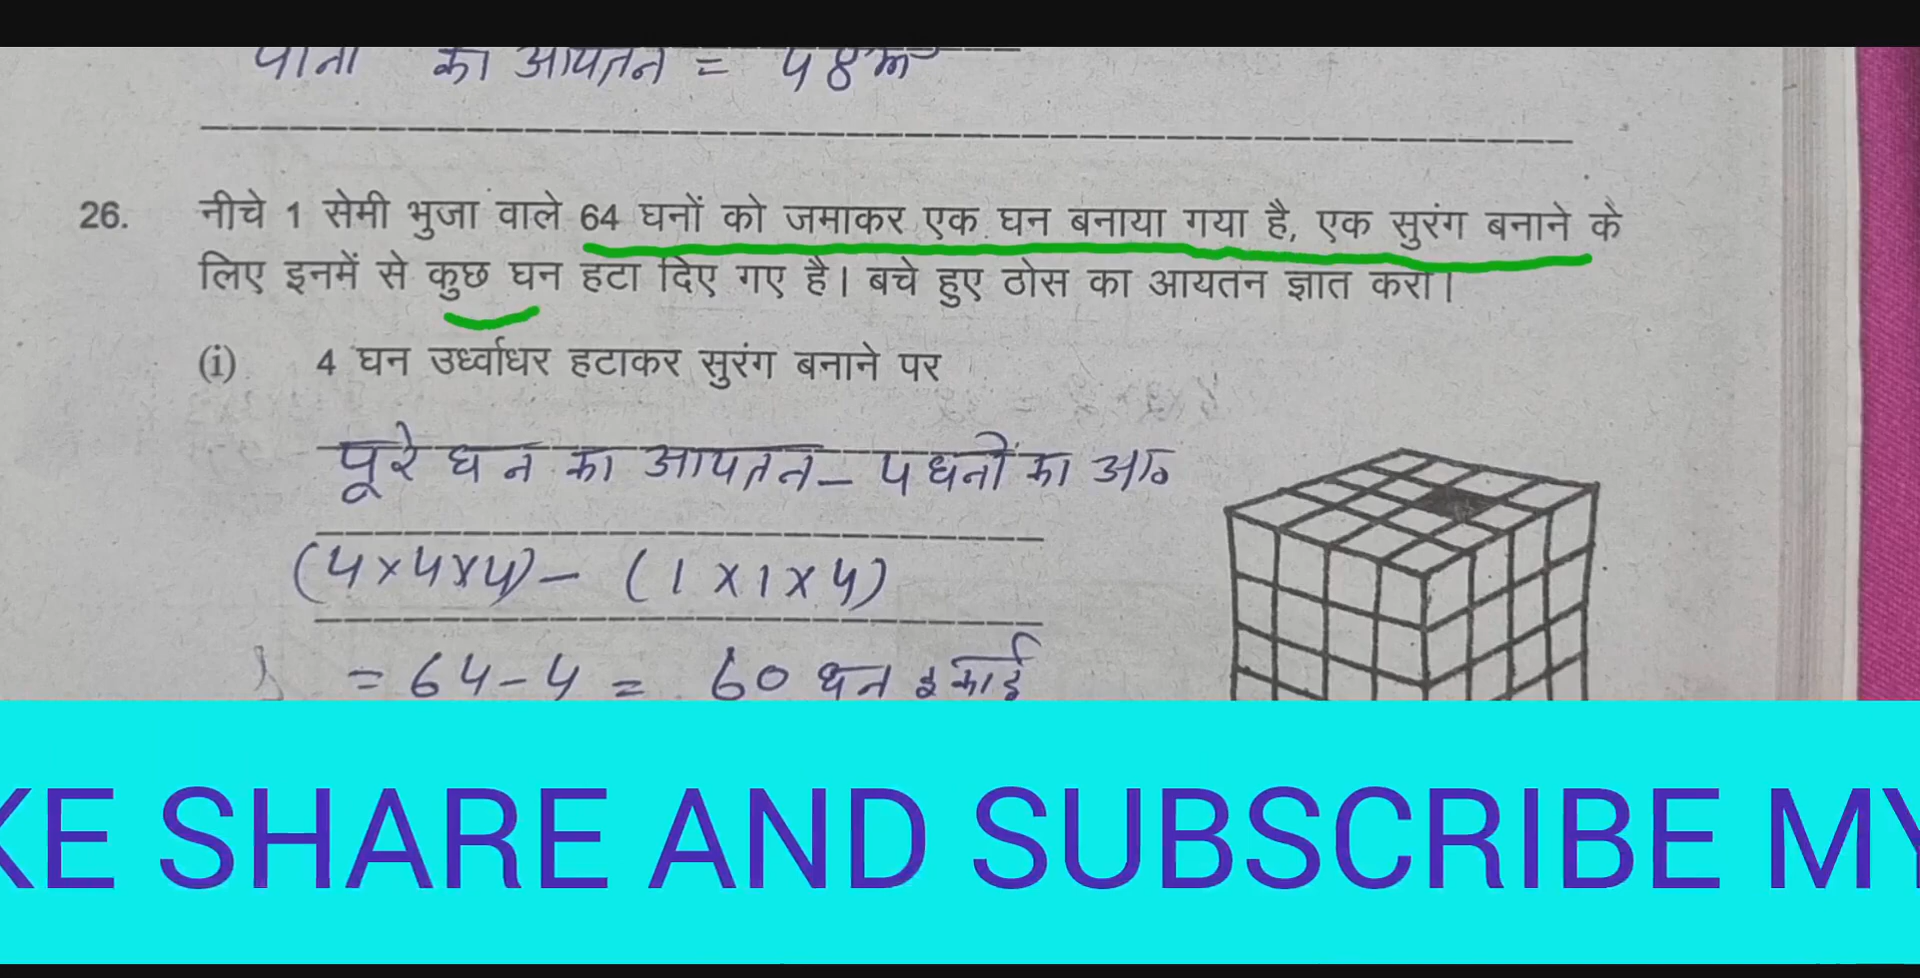 पानी का आयतन = 48m³
26. नीचे 1 सेमी भुजा वाले 64 घनों को जमाकर एक घन बनाया गया है, एक सुरंग बनाने के
लिए इनमें से कुछ घन हटा दिए गए है। बचे हुए ठोस का आयतन ज्ञात करो।
(i) 4 घन उर्ध्वाधर हटाकर सुरंग बनाने पर
पूरे घन का आयतन – 4 घनों का आ०
(4×4×4) – (1×1×4)
= 64 – 4 = 60 घन इकाई
KE SHARE AND SUBSCRIBE MY